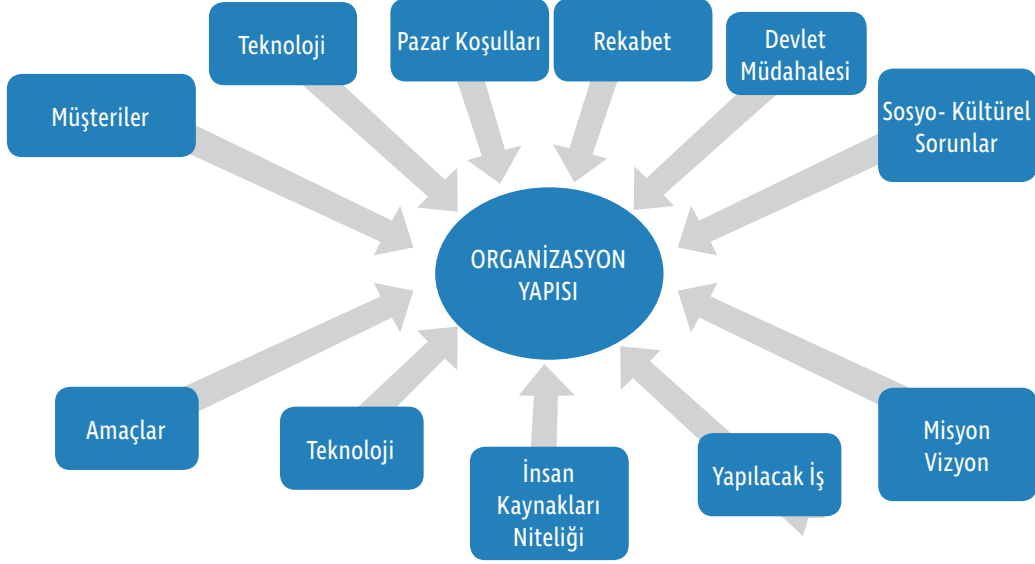 Teknoloji
Pazar Koşulları
Rekabet
Devlet
Müdahalesi
Müşteriler
Sosyo- Kültürel
Sorunlar
ORGANİZASYON
YAPISI
Amaçlar
Teknoloji
İnsan
Kaynakları
Niteliği
Yapılacak İş
Misyon
Vizyon